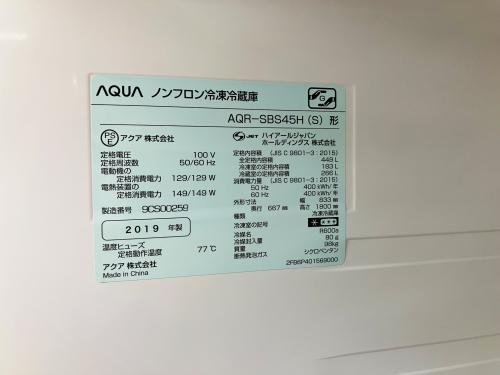 AQUA ノンフロン冷凍冷蔵庫
AQR-SBS45H (S) 形
PSE アクア 株式会社
定格電圧 100 V
定格周波数 50/60 Hz
電動機の
定格消費電力 129/129 W
電熱装置の
定格消費電力 149/149 W
製造番号 9CS00259
2019 年製
温度ヒューズ
定格動作温度 77℃
アクア 株式会社
Made in China
JET ハイアールジャパン
ホールディングス 株式会社
定格内容積 (JIS C 9801-3:2015)
全定格内容積 449 L
冷凍室の定格内容積 183 L
冷蔵室の定格内容積 266 L
消費電力量 (JIS C 9801-3:2015)
50 Hz 400 kWh/年
60 Hz 400 kWh/年
外形寸法 幅 833 mm
奥行 667 mm 高さ 1800 mm
種類 冷凍冷蔵庫
冷凍室の記号
冷媒名 R600a
冷媒封入量 80 g
質量 98kg
断熱発泡ガス シクロペンタン
2FB6P401569000